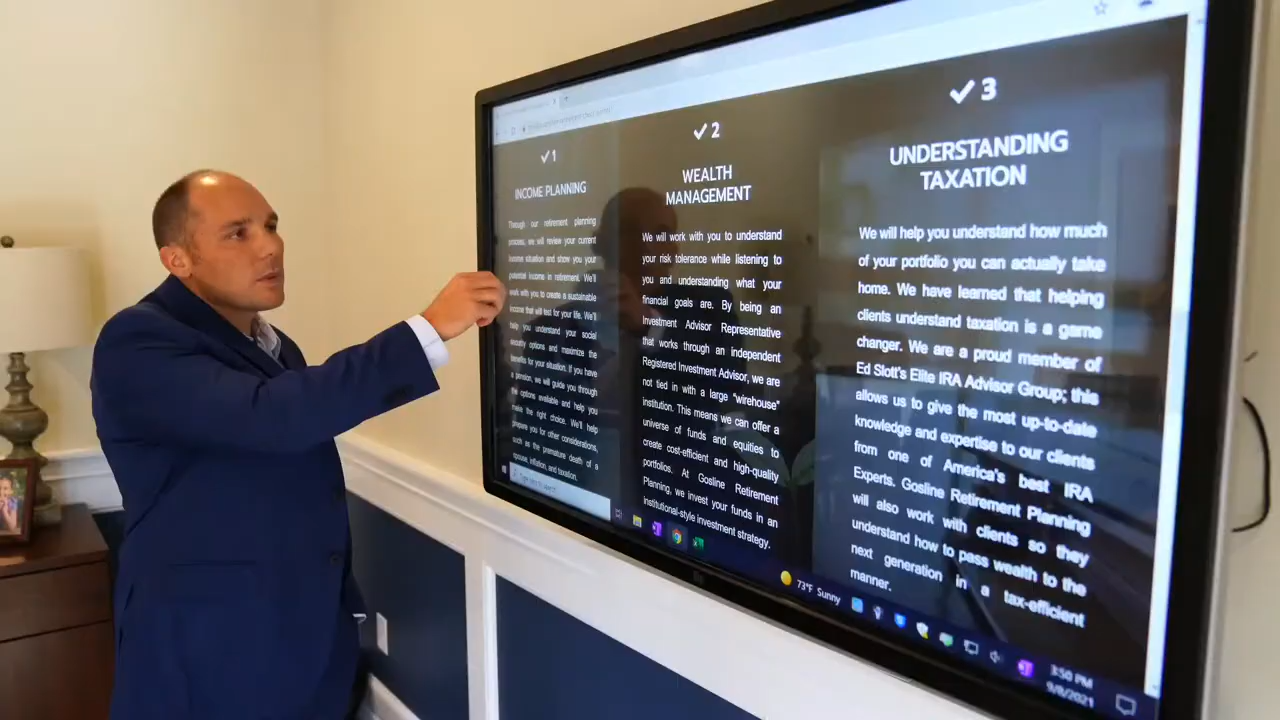 ✓ 1
INCOME PLANNING
Through our retirement planning
process, we will review your current
income situation and show you your
potential income in retirement. We'll
work with you to create a sustainable
income that will last for your life. We'll
help you understand your social
security options and maximize the
benefits for your situation. If you have
a pension, we will guide you through
the options available and help you
make the right choice. We'll help
prepare you for other considerations,
such as the premature death of a
spouse, inflation, and taxation.
✓ 2
WEALTH
MANAGEMENT
We will work with you to understand
your risk tolerance while listening to
you and understanding what your
financial goals are. By being an
Investment Advisor Representative
that works through an independent
Registered Investment Advisor, we are
not tied in with a large "wirehouse"
institution. This means we can offer a
universe of funds and equities to
create cost-efficient and high-quality
portfolios. At Gosline Retirement
Planning, we invest your funds in an
institutional-style investment strategy.
✓ 3
UNDERSTANDING
TAXATION
We will help you understand how much
of your portfolio you can actually take
home. We have learned that helping
clients understand taxation is a game
changer. We are a proud member of
Ed Slott's Elite IRA Advisor Group; this
allows us to give the most up-to-date
knowledge and expertise to our clients
from one of America's best IRA
Experts. Gosline Retirement Planning
will also work with clients so they
understand how to pass wealth to the
next generation in a tax-efficient
manner.
Type here to search
73°F Sunny
3:50 PM
9/8/2021